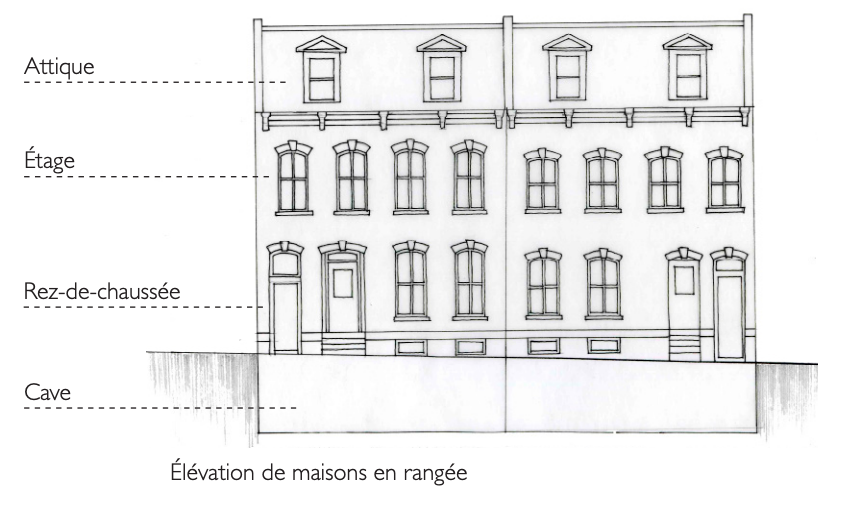 Attique
Étage
Rez-de-chaussée
Cave
Élévation de maisons en rangée